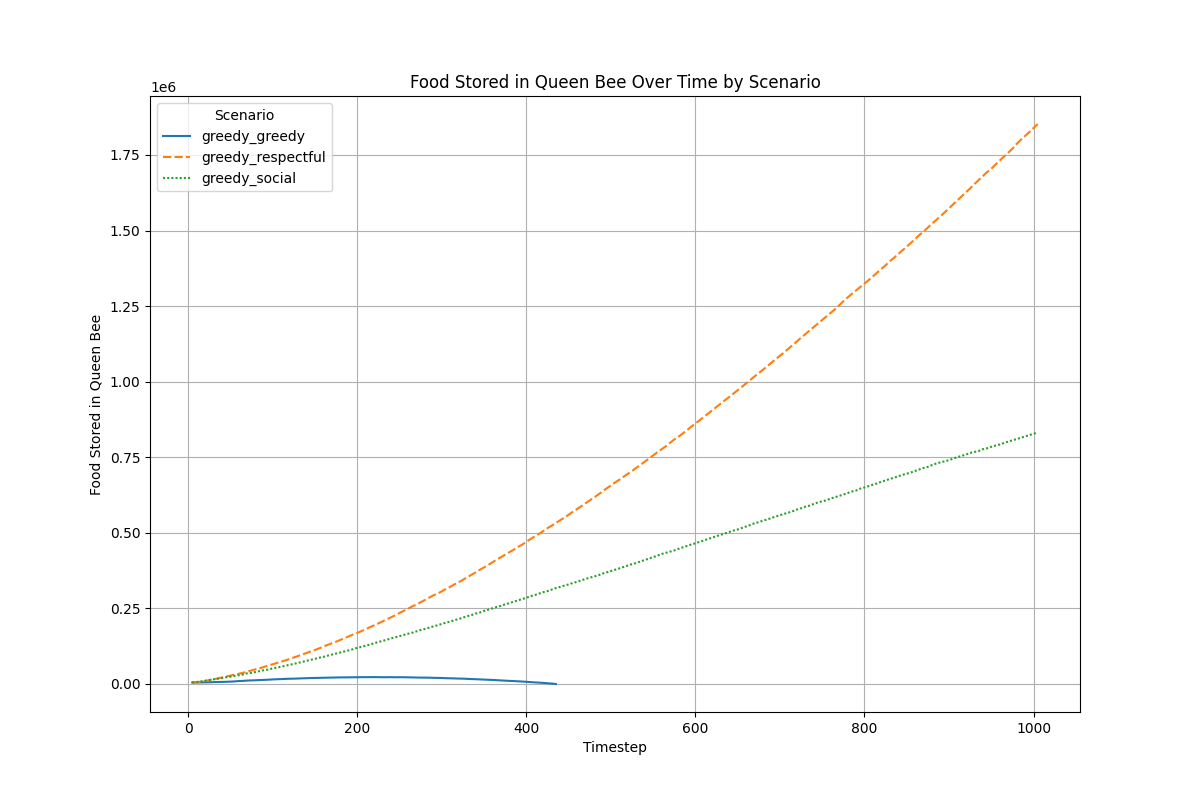 Food Stored in Queen Bee Over Time by Scenario
1e6
Scenario
greedy_greedy
greedy_respectful
greedy_social
1.75
1.50
1.25
1.00
0.75
0.50
0.25
0.00
Food Stored in Queen Bee
0 200 400 600 800 1000
Timestep